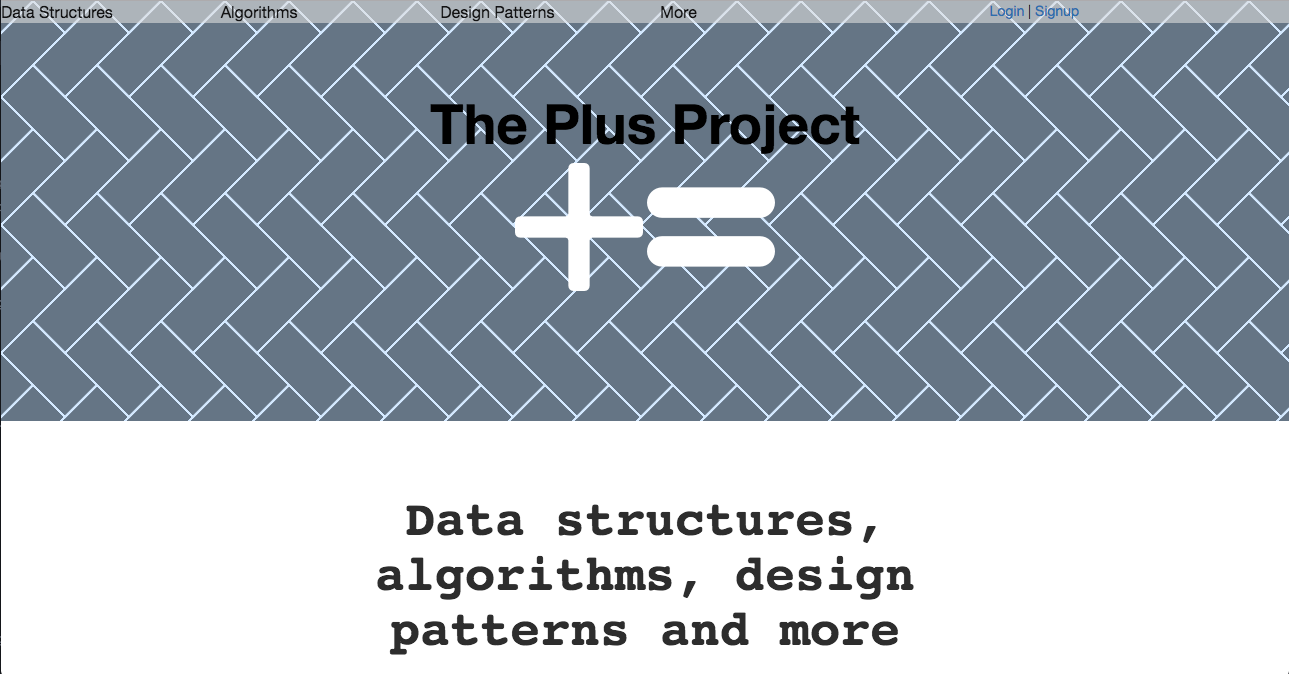 Data Structures Algorithms Design Patterns More Login | Signup
The Plus Project
+=
Data structures,
algorithms, design
patterns and more